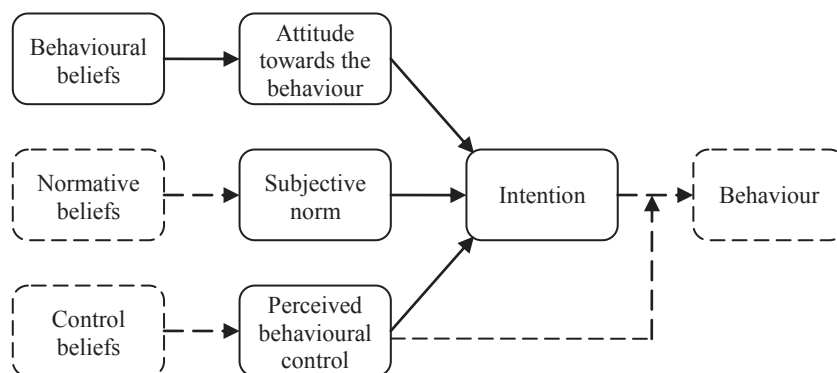 Behavioural
beliefs
Attitude
towards the
behaviour
Normative
beliefs
Subjective
norm
Intention
Behaviour
Control
beliefs
Perceived
behavioural
control